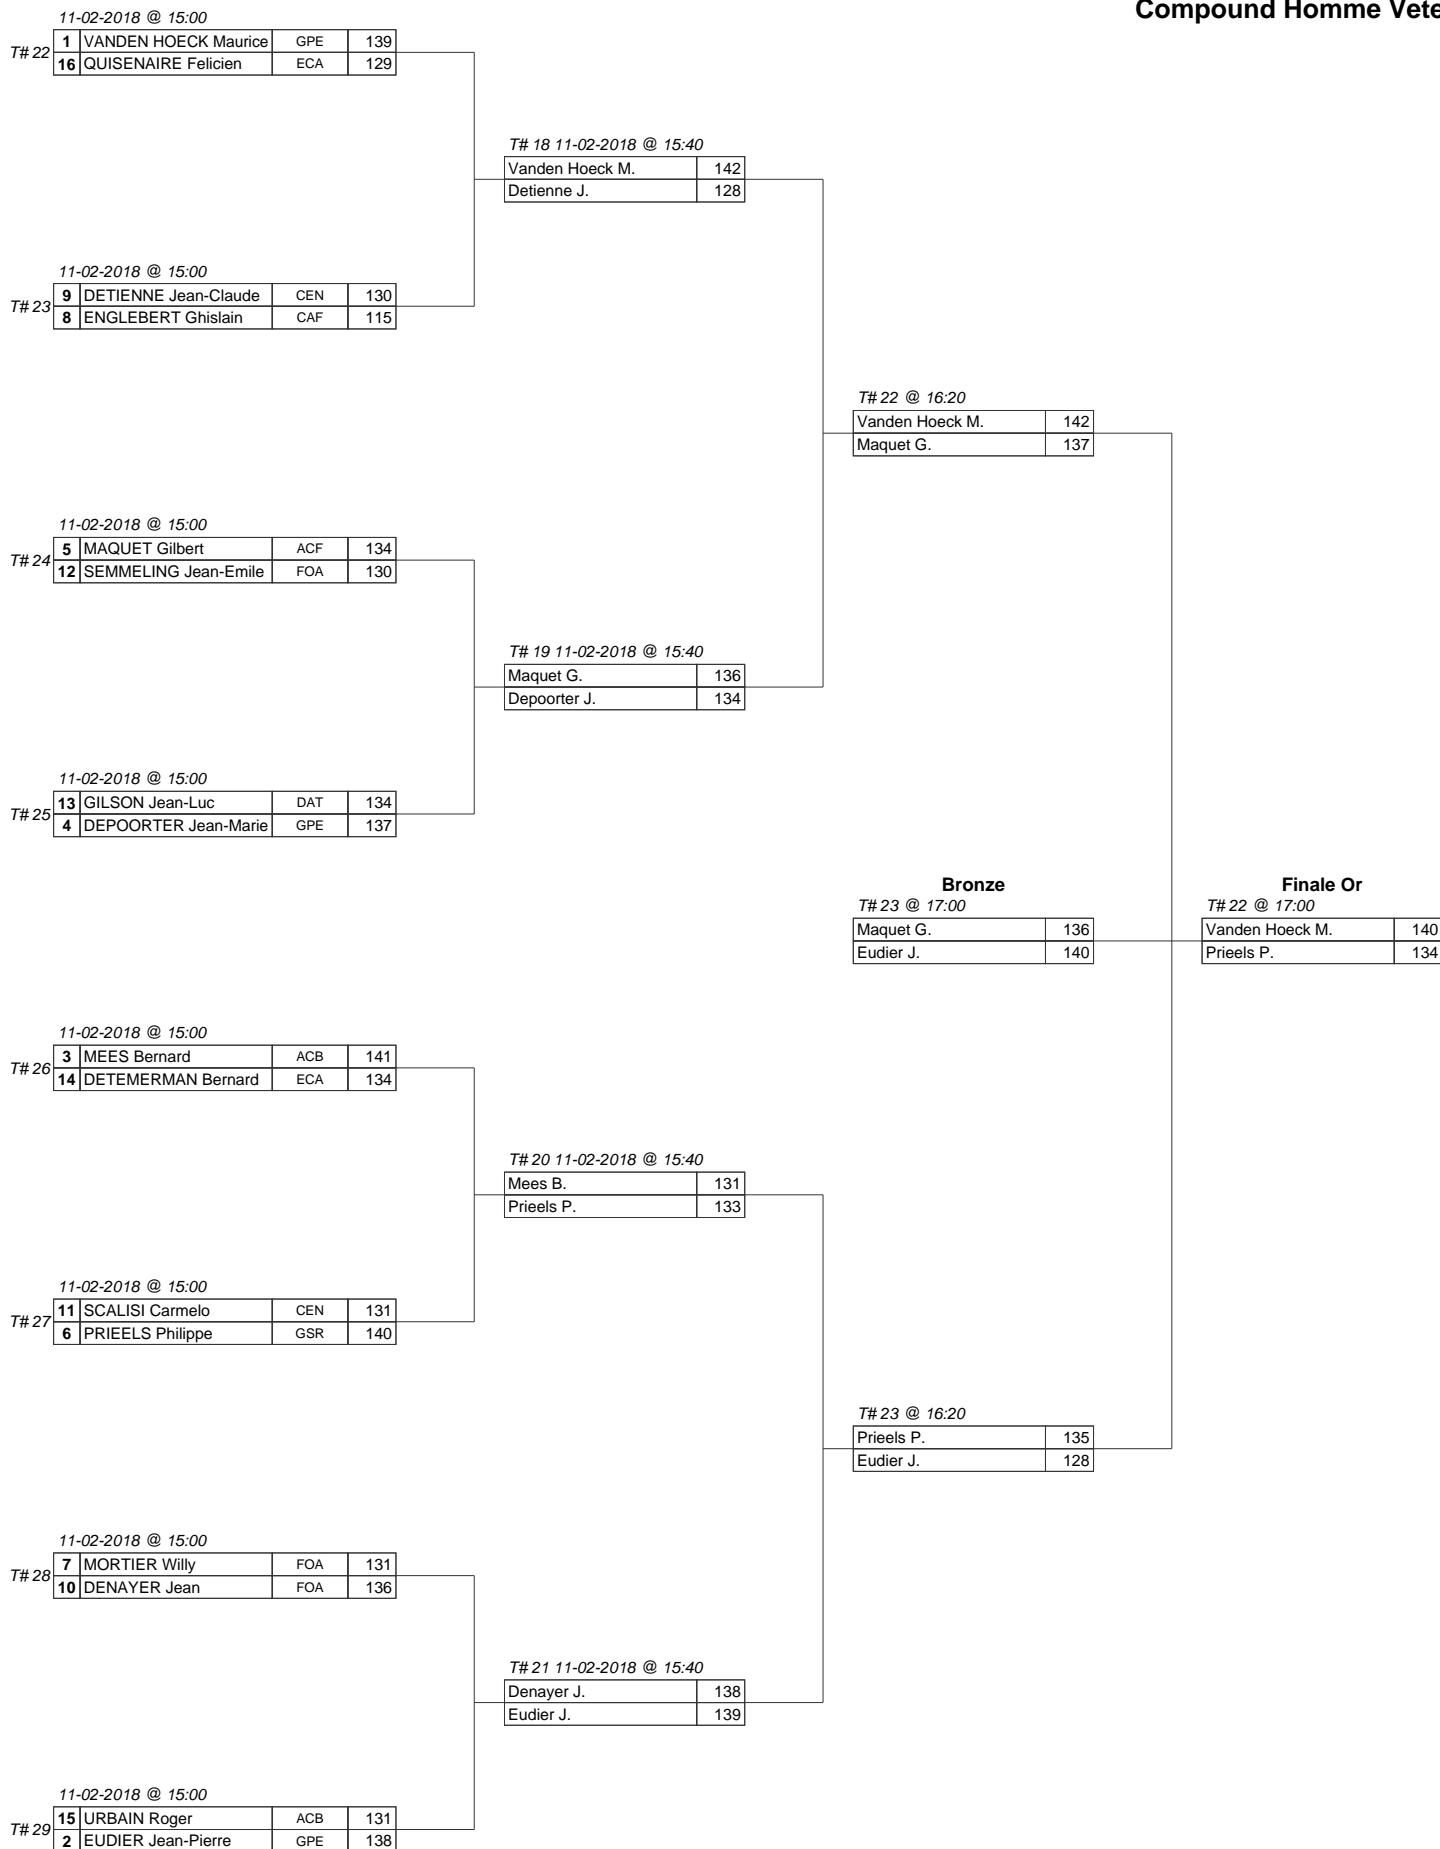 Compound Homme Vete
11-02-2018 @ 15:00
T# 22 1 VANDEN HOECK Maurice GPE 139
16 QUISENAIRE Felicien ECA 129
T# 18 11-02-2018 @ 15:40
Vanden Hoeck M. 142
Detienne J. 128
11-02-2018 @ 15:00
T# 23 9 DETIENNE Jean-Claude CEN 130
8 ENGLEBERT Ghislain CAF 115
T# 22 @ 16:20
Vanden Hoeck M. 142
Maquet G. 137
11-02-2018 @ 15:00
T# 24 5 MAQUET Gilbert ACF 134
12 SEMMELING Jean-Emile FOA 130
T# 19 11-02-2018 @ 15:40
Maquet G. 136
Depoorter J. 134
11-02-2018 @ 15:00
T# 25 13 GILSON Jean-Luc DAT 134
4 DEPOORTER Jean-Marie GPE 137
Bronze Finale Or
T# 23 @ 17:00 T# 22 @ 17:00
Maquet G. 136 Vanden Hoeck M. 140
Eudier J. 140 Prieels P. 134
11-02-2018 @ 15:00
T# 26 3 MEES Bernard ACB 141
14 DETEMERMAN Bernard ECA 134
T# 20 11-02-2018 @ 15:40
Mees B. 131
Prieels P. 133
11-02-2018 @ 15:00
T# 27 11 SCALISI Carmelo CEN 131
6 PRIEELS Philippe GSR 140
T# 23 @ 16:20
Prieels P. 135
Eudier J. 128
11-02-2018 @ 15:00
T# 28 7 MORTIER Willy FOA 131
10 DENAYER Jean FOA 136
T# 21 11-02-2018 @ 15:40
Denayer J. 138
Eudier J. 139
11-02-2018 @ 15:00
T# 29 15 URBAIN Roger ACB 131
2 EUDIER Jean-Pierre GPE 138